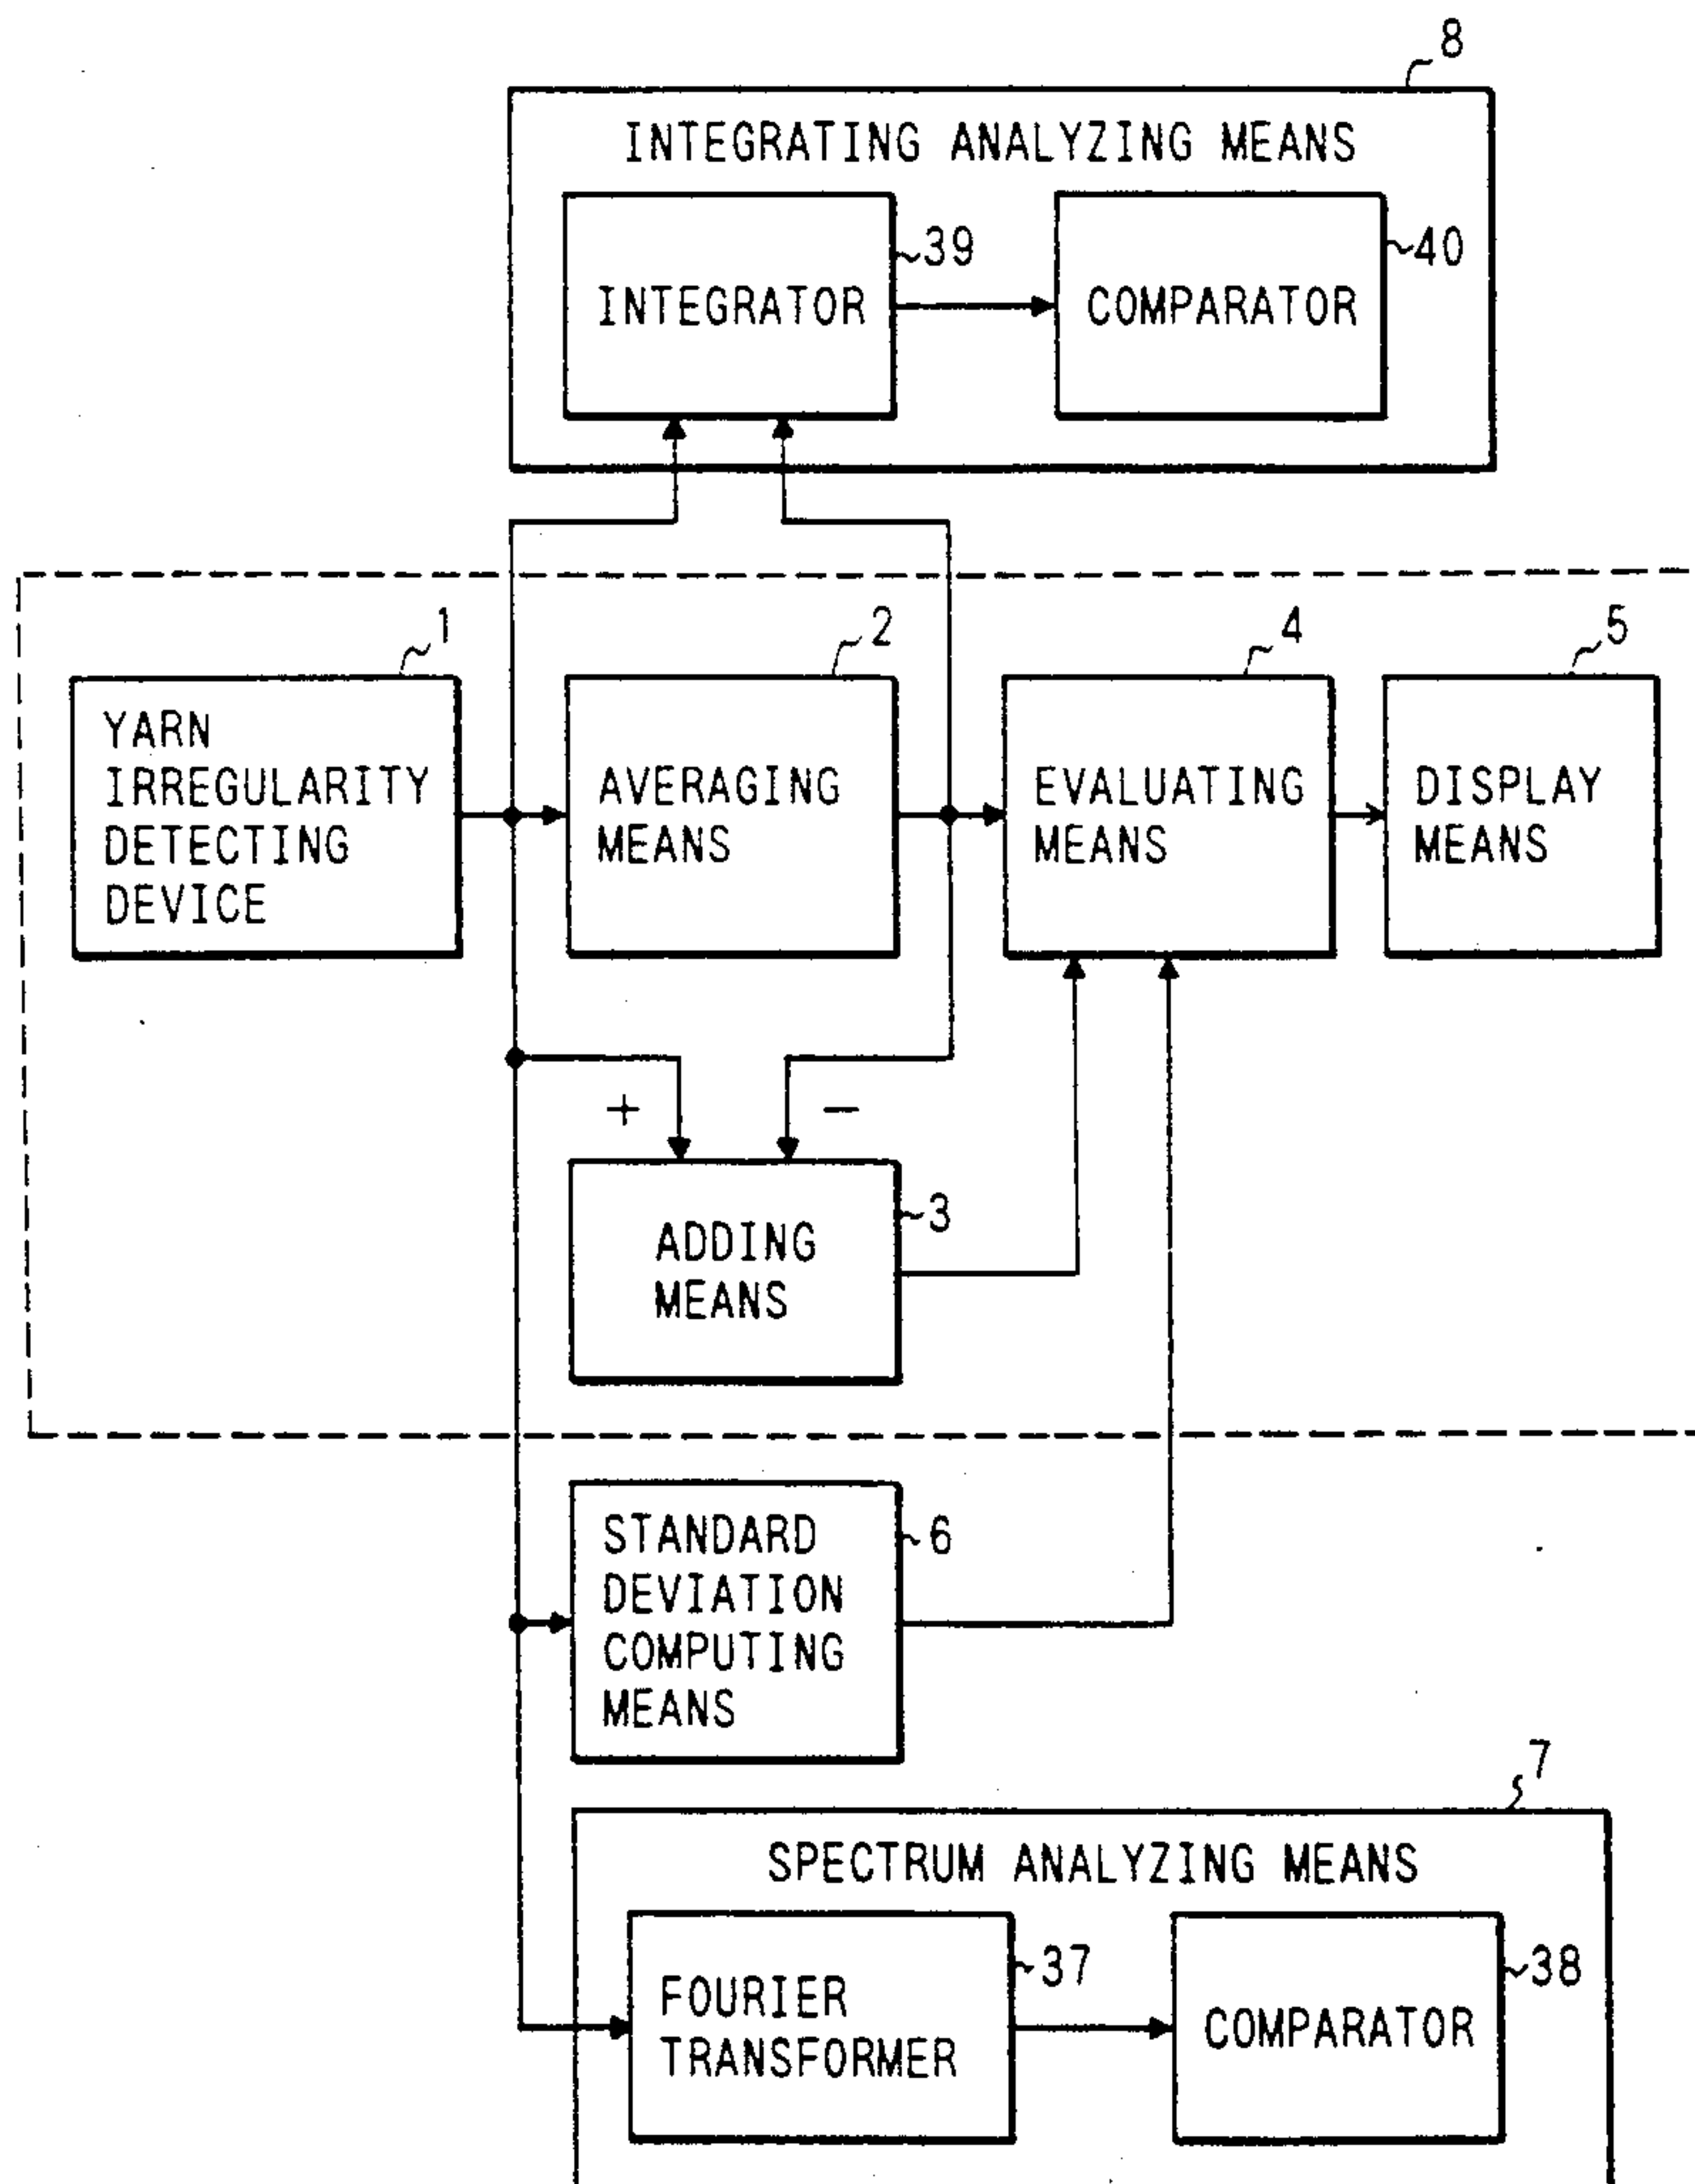 8
INTEGRATING ANALYZING MEANS
39
40
INTEGRATOR
COMPARATOR
1
2
4
5
YARN
IRREGULARITY
DETECTING
DEVICE
AVERAGING
MEANS
EVALUATING
MEANS
DISPLAY
MEANS
+
−
3
ADDING
MEANS
6
STANDARD
DEVIATION
COMPUTING
MEANS
7
SPECTRUM ANALYZING MEANS
37
38
FOURIER
TRANSFORMER
COMPARATOR